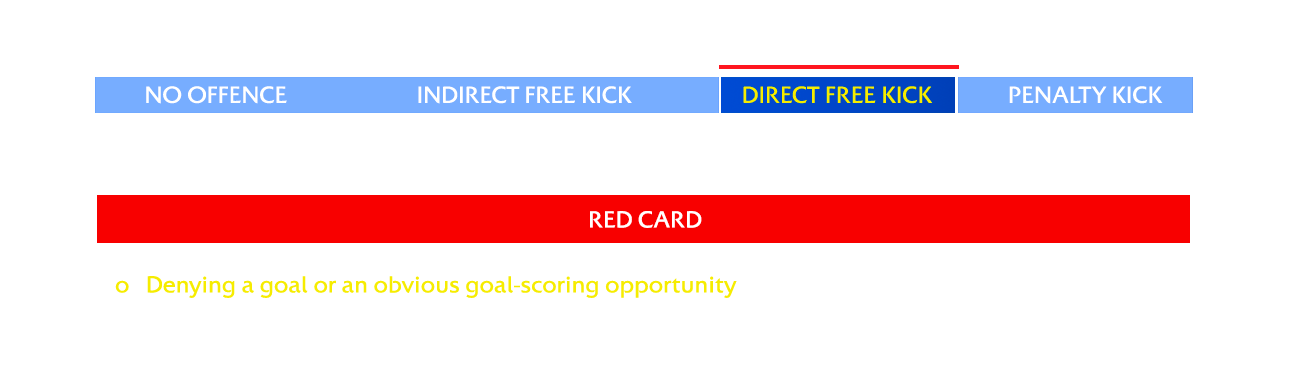 NO OFFENCE INDIRECT FREE KICK DIRECT FREE KICK PENALTY KICK
RED CARD
o Denying a goal or an obvious goal-scoring opportunity